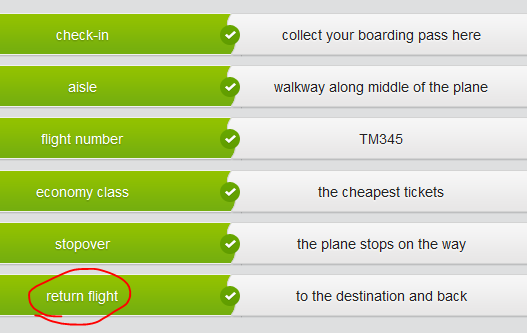 check-in collect your boarding pass here
aisle walkway along middle of the plane
flight number TM345
economy class the cheapest tickets
stopover the plane stops on the way
return flight to the destination and back